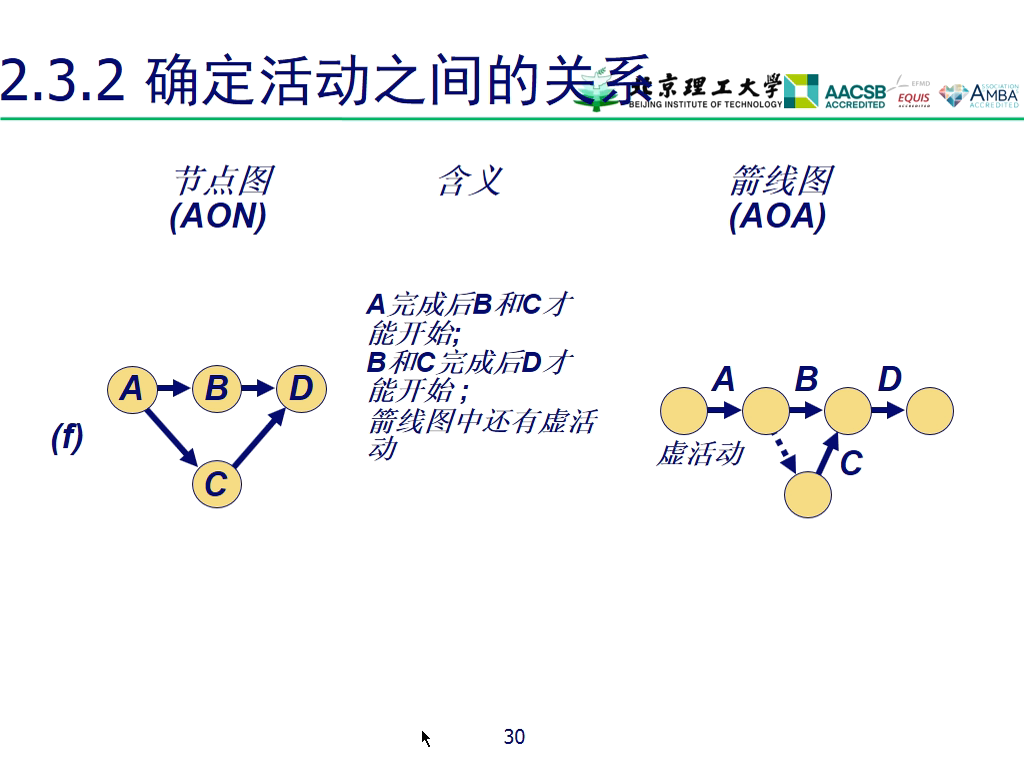 2.3.2 确定活动之间的关系
北京理工大学
BEIJING INSTITUTE OF TECHNOLOGY
AACSB
ACCREDITED
EFMD
EQUIS
ACCREDITED
ASSOCIATION
AMBA
ACCREDITED
节点图
(AON)
含义
箭线图
(AOA)
A完成后B和C才
能开始;
B和C完成后D才
能开始 ;
箭线图中还有虚活
动
(f)
A
B
D
C
A
B
D
虚活动
C
30